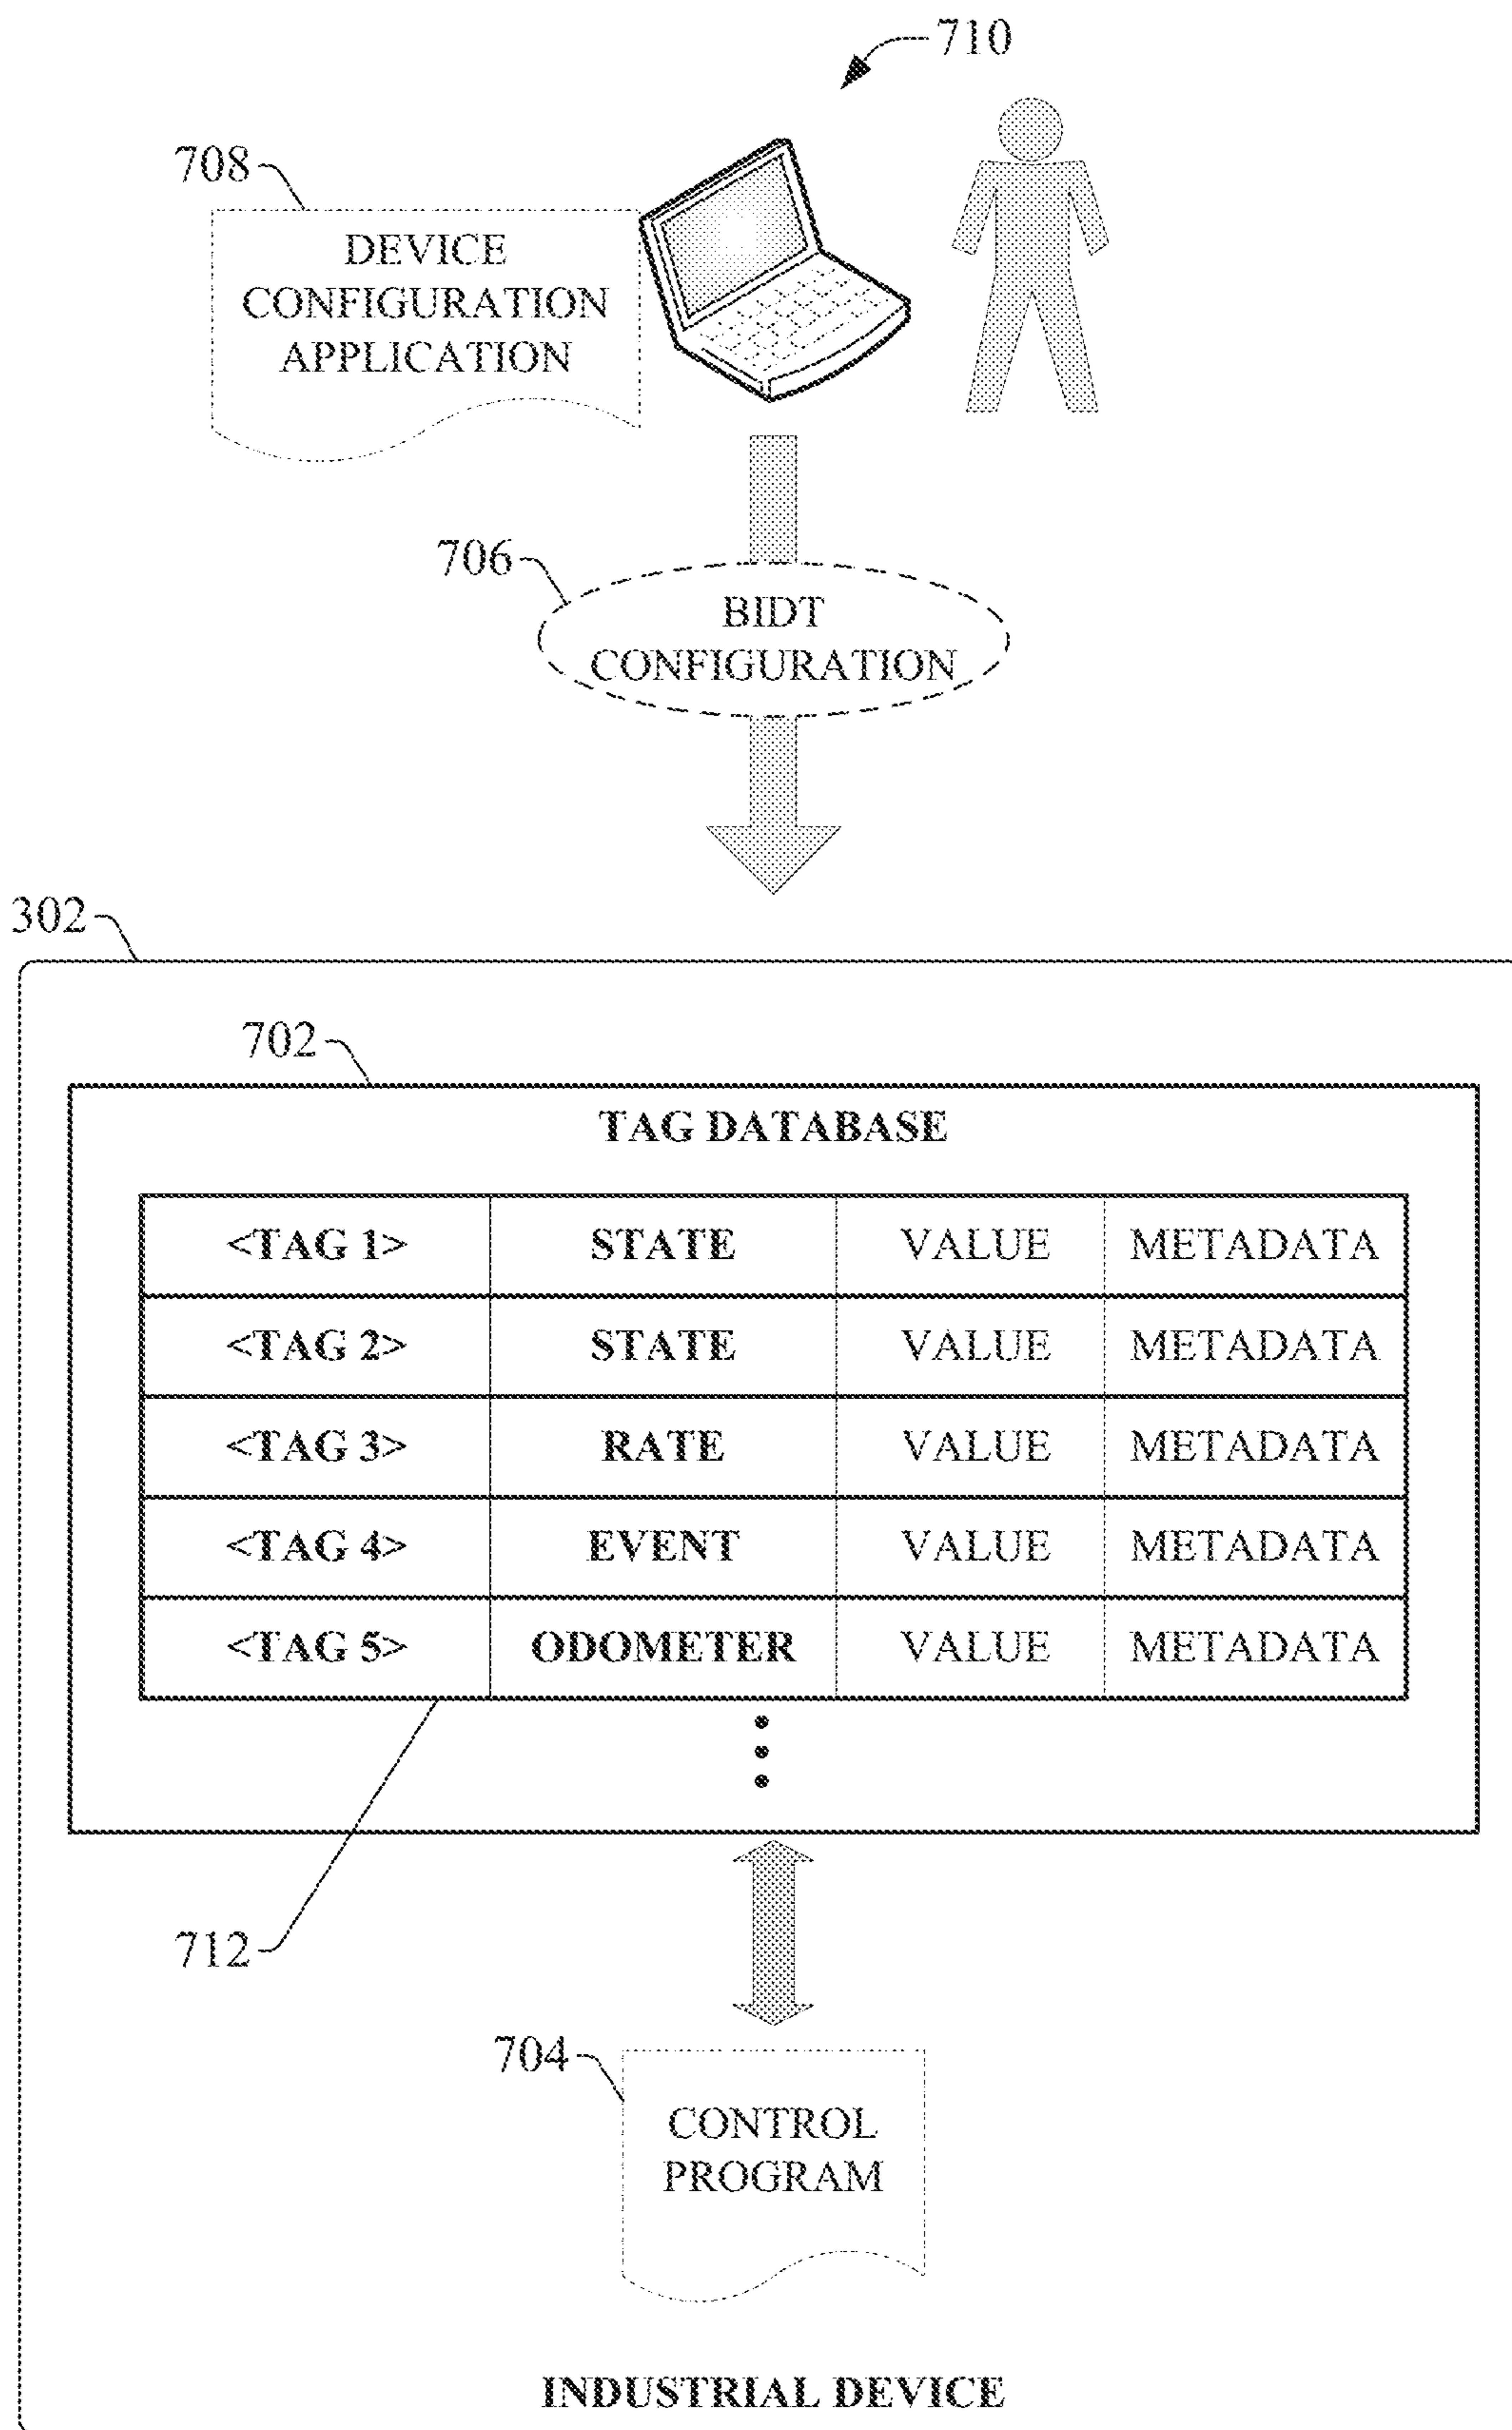 710
708
DEVICE
CONFIGURATION
APPLICATION
706
BIDT
CONFIGURATION
302
702
TAG DATABASE
<TAG 1> STATE VALUE METADATA
<TAG 2> STATE VALUE METADATA
<TAG 3> RATE VALUE METADATA
<TAG 4> EVENT VALUE METADATA
<TAG 5> ODOMETER VALUE METADATA
712
704
CONTROL
PROGRAM
INDUSTRIAL DEVICE